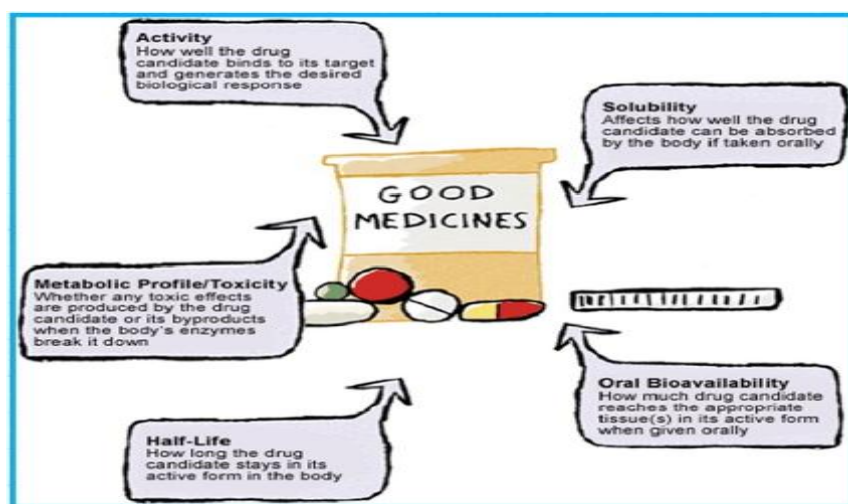 Activity
How well the drug
candidate binds to its target
and generates the desired
biological response
Solubility
Affects how well the drug
candidate can be absorbed
by the body if taken orally
GOOD
MEDICINES
Metabolic Profile/Toxicity
Whether any toxic effects
are produced by the drug
candidate or its byproducts
when the body's enzymes
break it down
Oral Bioavailability
How much drug candidate
reaches the appropriate
tissue(s) in its active form
when given orally
Half-Life
How long the drug
candidate stays in its
active form in the body